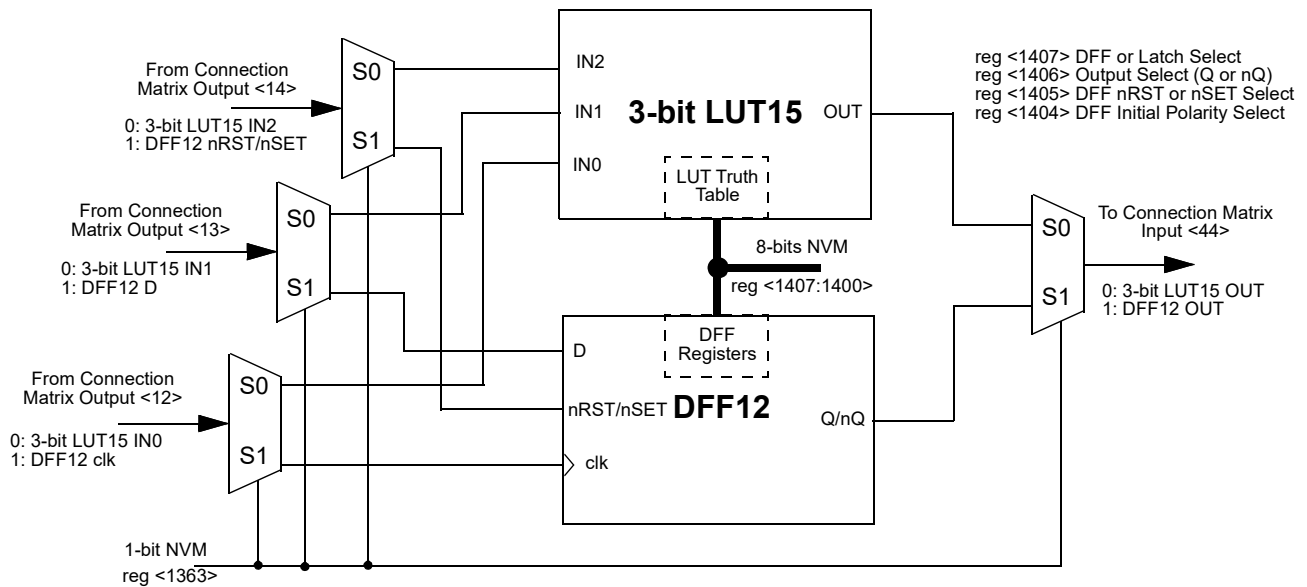 From Connection
Matrix Output <14>
0: 3-bit LUT15 IN2
1: DFF12 nRST/nSET
S0
S1
From Connection
Matrix Output <13>
0: 3-bit LUT15 IN1
1: DFF12 D
S0
S1
From Connection
Matrix Output <12>
0: 3-bit LUT15 IN0
1: DFF12 clk
S0
S1
1-bit NVM
reg <1363>
IN2
IN1
IN0
3-bit LUT15
OUT
LUT Truth
Table
8-bits NVM
reg <1407:1400>
DFF
Registers
D
nRST/nSET
DFF12
clk
Q/nQ
reg <1407> DFF or Latch Select
reg <1406> Output Select (Q or nQ)
reg <1405> DFF nRST or nSET Select
reg <1404> DFF Initial Polarity Select
S0
S1
To Connection Matrix
Input <44>
0: 3-bit LUT15 OUT
1: DFF12 OUT